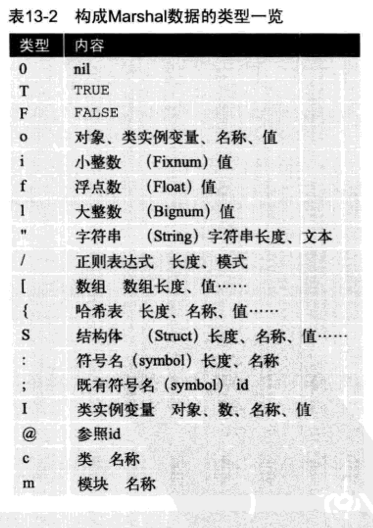 表13-2 构成Marshal数据的类型一览
类型 内容
0 nil
T TRUE
F FALSE
o 对象、类实例变量、名称、值
i 小整数 （Fixnum）值
f 浮点数 （Float）值
l 大整数 （Bignum）值
" 字符串 （String）字符串长度、文本
/ 正则表达式 长度、模式
[ 数组 数组长度、值……
{ 哈希表 长度、名称、值……
S 结构体 （Struct）长度、名称、值……
: 符号名（symbol）长度、名称
; 既有符号名（symbol）id
I 类实例变量 对象、数、名称、值
@ 参照id
c 类 名称
m 模块 名称